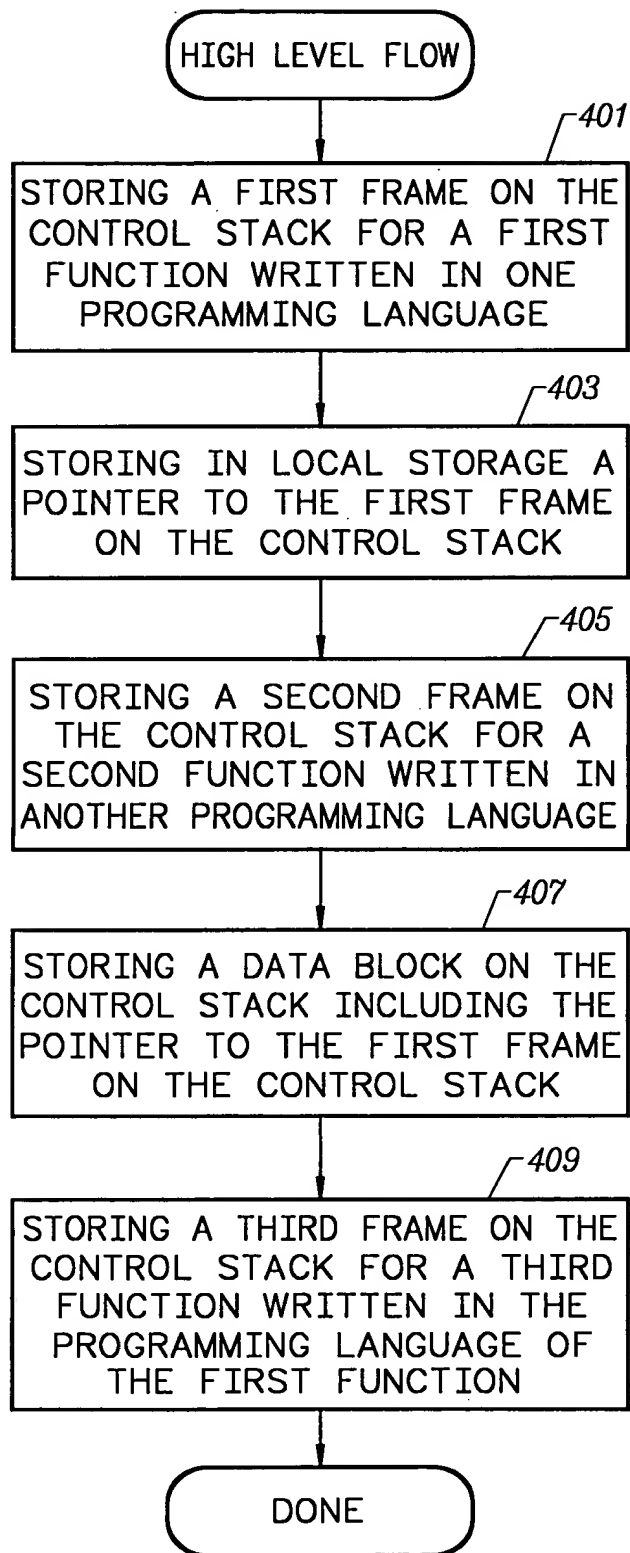 HIGH LEVEL FLOW
401
STORING A FIRST FRAME ON THE
CONTROL STACK FOR A FIRST
FUNCTION WRITTEN IN ONE
PROGRAMMING LANGUAGE
403
STORING IN LOCAL STORAGE A
POINTER TO THE FIRST FRAME
ON THE CONTROL STACK
405
STORING A SECOND FRAME ON
THE CONTROL STACK FOR A
SECOND FUNCTION WRITTEN IN
ANOTHER PROGRAMMING LANGUAGE
407
STORING A DATA BLOCK ON THE
CONTROL STACK INCLUDING THE
POINTER TO THE FIRST FRAME
ON THE CONTROL STACK
409
STORING A THIRD FRAME ON THE
CONTROL STACK FOR A THIRD
FUNCTION WRITTEN IN THE
PROGRAMMING LANGUAGE OF
THE FIRST FUNCTION
DONE